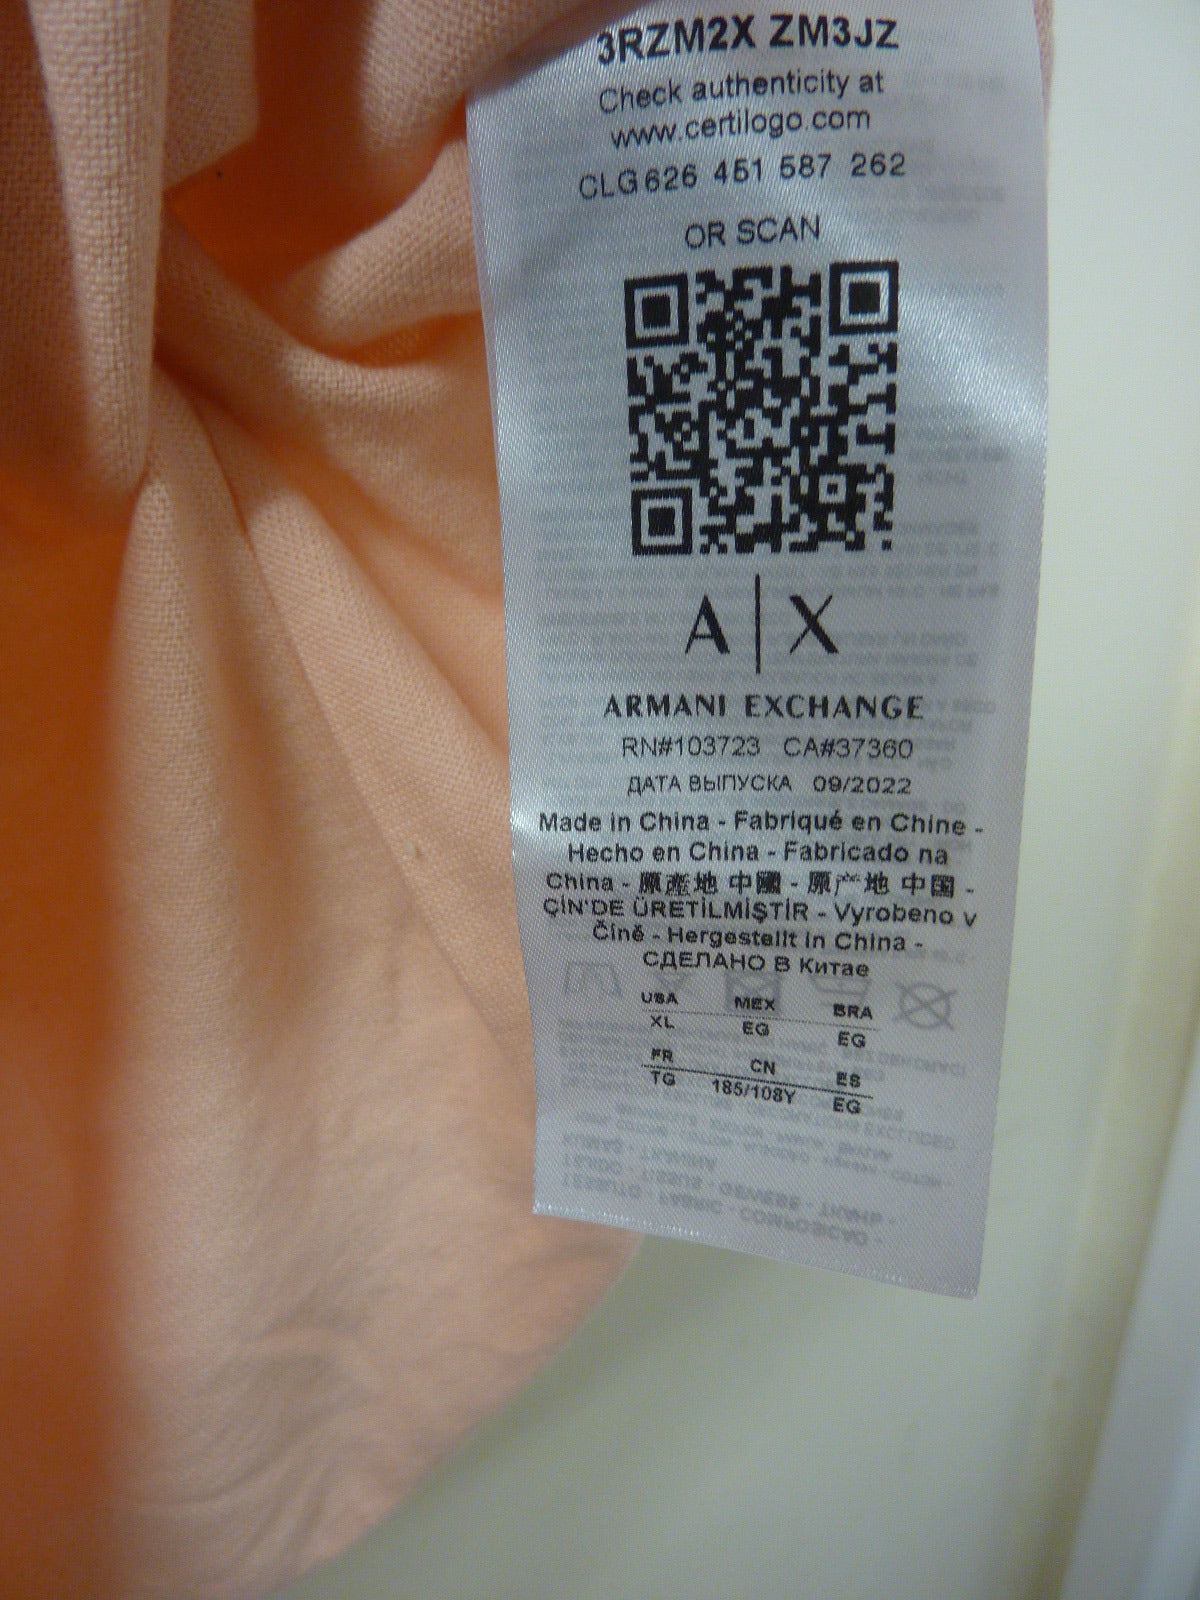 3RZM2X ZM3JZ
Check authenticity at
www.certilogo.com
CLG 626 451 587 262
OR SCAN
A|X
ARMANI EXCHANGE
RN#103723 CA#37360
ДАТА ВЫПУСКА 09/2022
Made in China - Fabriqué en Chine -
Hecho en China - Fabricado na
China - 原產地 中國 - 原产地 中国 -
ÇİN'DE ÜRETİLMİŞTİR - Vyrobeno v
Číně - Hergestellt in China -
СДЕЛАНО В Китае
USA MEX BRA
XL EG EG
FR CN ES
TG 185/108Y EG